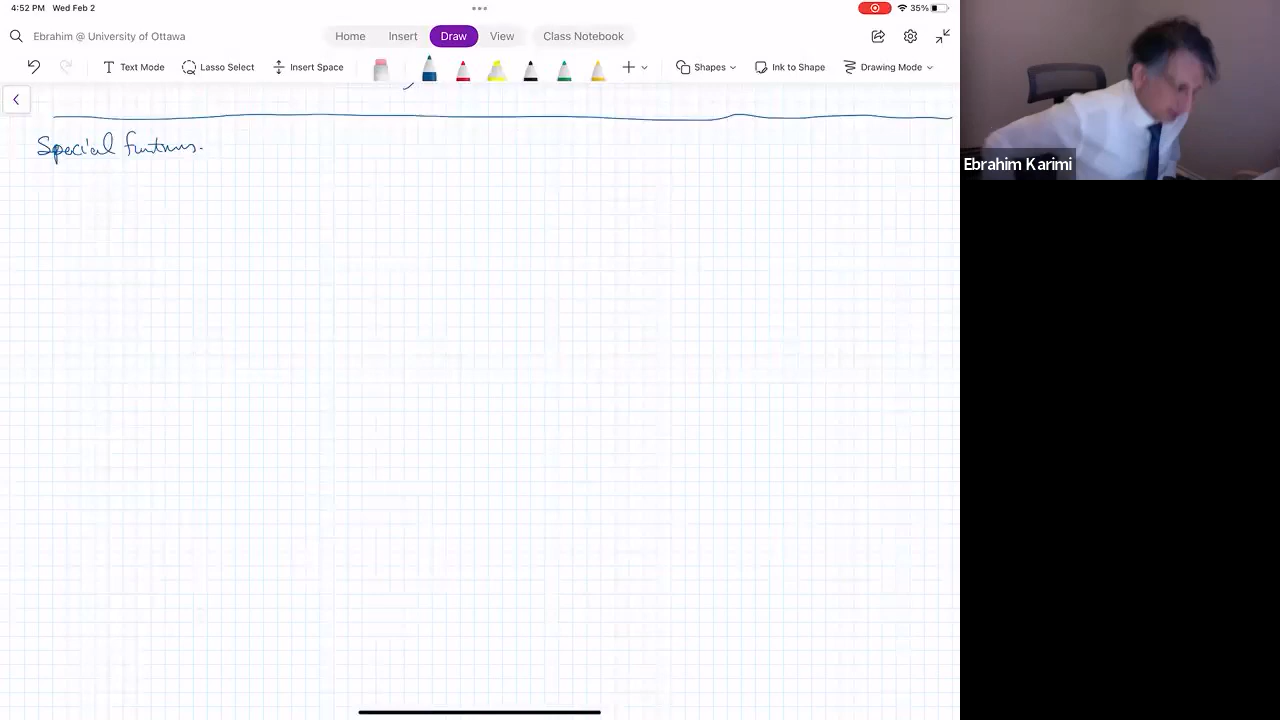 4:52 PM Wed Feb 2
35%
Ebrahim @ University of Ottawa
Home Insert Draw View Class Notebook
Text Mode Lasso Select Insert Space Shapes Ink to Shape Drawing Mode
Special funtns.
Ebrahim Karimi